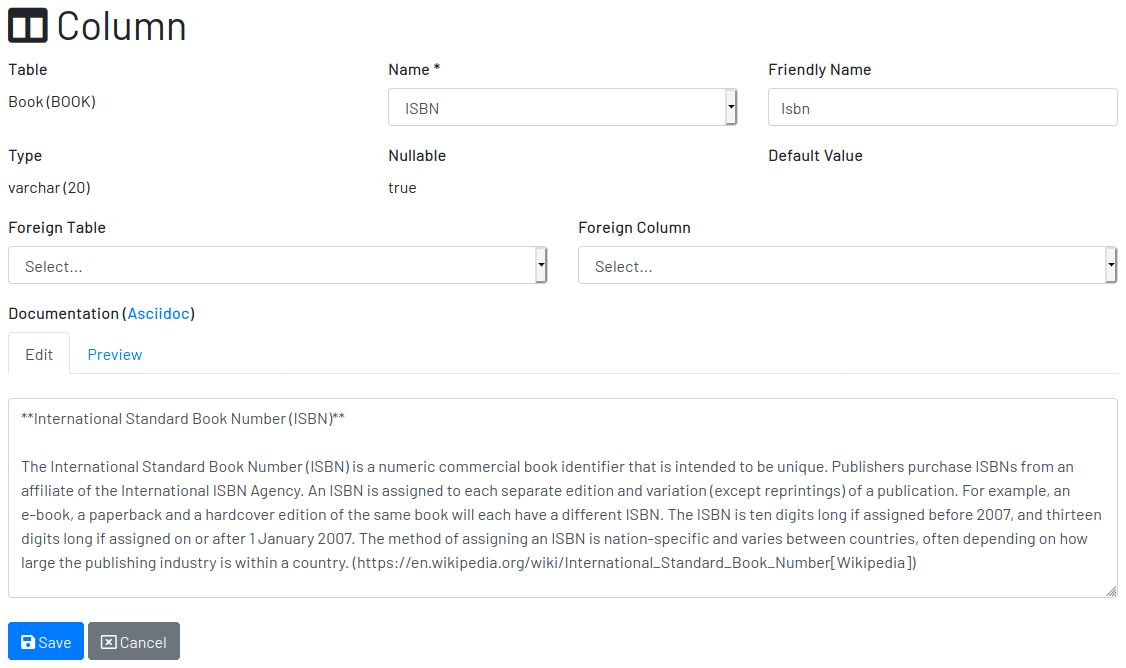 Column
Table
Name *
Friendly Name
Book (BOOK)
ISBN
Isbn
Type
Nullable
Default Value
varchar (20)
true
Foreign Table
Foreign Column
Select...
Select...
Documentation (Asciidoc)
Edit
Preview
**International Standard Book Number (ISBN)**
The International Standard Book Number (ISBN) is a numeric commercial book identifier that is intended to be unique. Publishers purchase ISBNs from an
affiliate of the International ISBN Agency. An ISBN is assigned to each separate edition and variation (except reprintings) of a publication. For example, an
e-book, a paperback and a hardcover edition of the same book will each have a different ISBN. The ISBN is ten digits long if assigned before 2007, and thirteen
digits long if assigned on or after 1 January 2007. The method of assigning an ISBN is nation-specific and varies between countries, often depending on how
large the publishing industry is within a country. (https://en.wikipedia.org/wiki/International_Standard_Book_Number[Wikipedia])
Save
Cancel